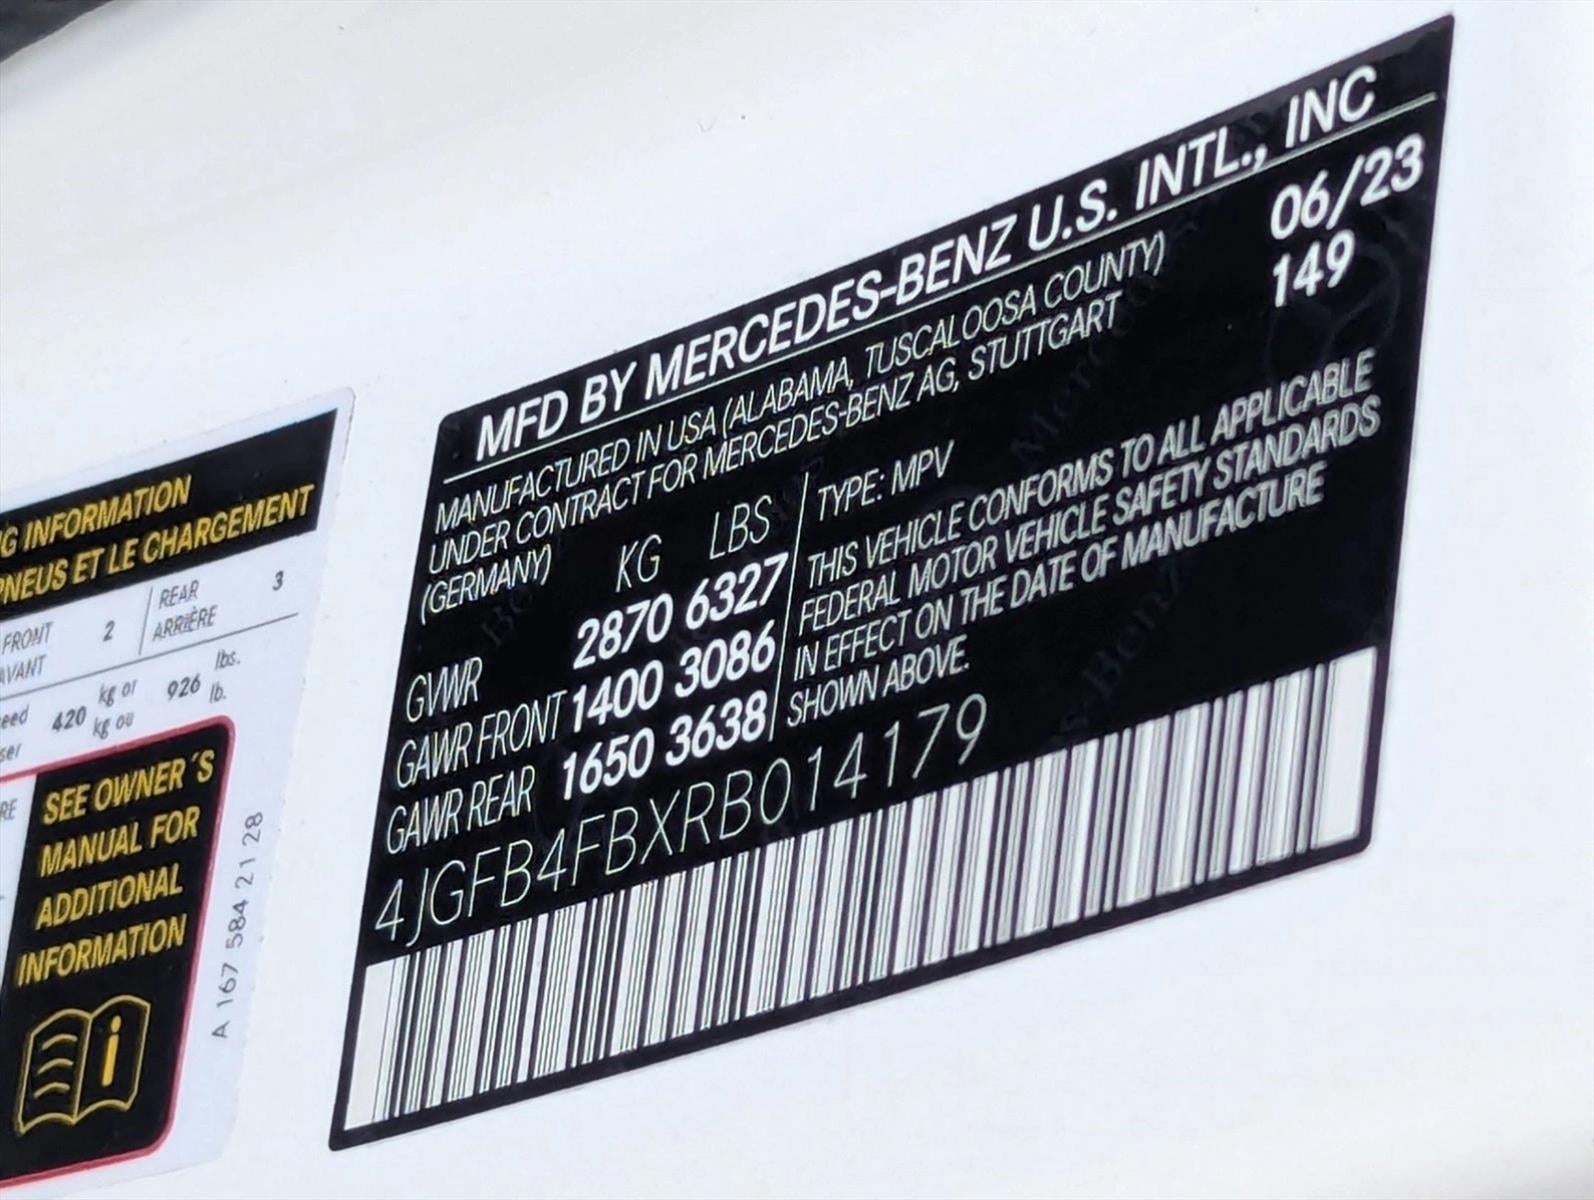 MFD BY MERCEDES-BENZ U.S. INTL., INC
MANUFACTURED IN USA (ALABAMA, TUSCALOOSA COUNTY)
UNDER CONTRACT FOR MERCEDES-BENZ AG, STUTTGART
(GERMANY)
06/23
149
KG LBS
GVWR 2870 6327
GAWR FRONT 1400 3086
GAWR REAR 1650 3638
TYPE: MPV
THIS VEHICLE CONFORMS TO ALL APPLICABLE
FEDERAL MOTOR VEHICLE SAFETY STANDARDS
IN EFFECT ON THE DATE OF MANUFACTURE
SHOWN ABOVE.
4JGFB4FBXRB014179
G INFORMATION
PNEUS ET LE CHARGEMENT
FRONT 2 REAR 3
AVANT ARRIÈRE
420 kg or 926 lbs.
kg ou lb.
SEE OWNER´S
MANUAL FOR
ADDITIONAL
INFORMATION
A 167 584 21 28